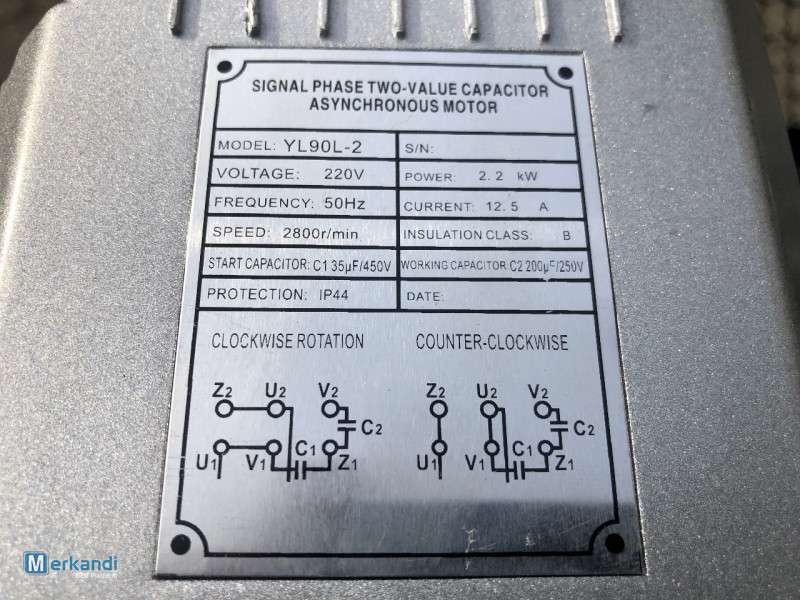 SIGNAL PHASE TWO-VALUE CAPACITOR
ASYNCHRONOUS MOTOR
MODEL: YL90L-2 S/N:
VOLTAGE: 220V POWER: 2.2 kW
FREQUENCY: 50Hz CURRENT: 12.5 A
SPEED: 2800r/min INSULATION CLASS: B
START CAPACITOR: C1 35μF/450V WORKING CAPACITOR: C2 200μF/250V
PROTECTION: IP44 DATE:
CLOCKWISE ROTATION COUNTER-CLOCKWISE
Z2 U2 V2 Z2 U2 V2
C2 C2
C1 C1
U1 V1 Z1 U1 V1 Z1
Merkandi